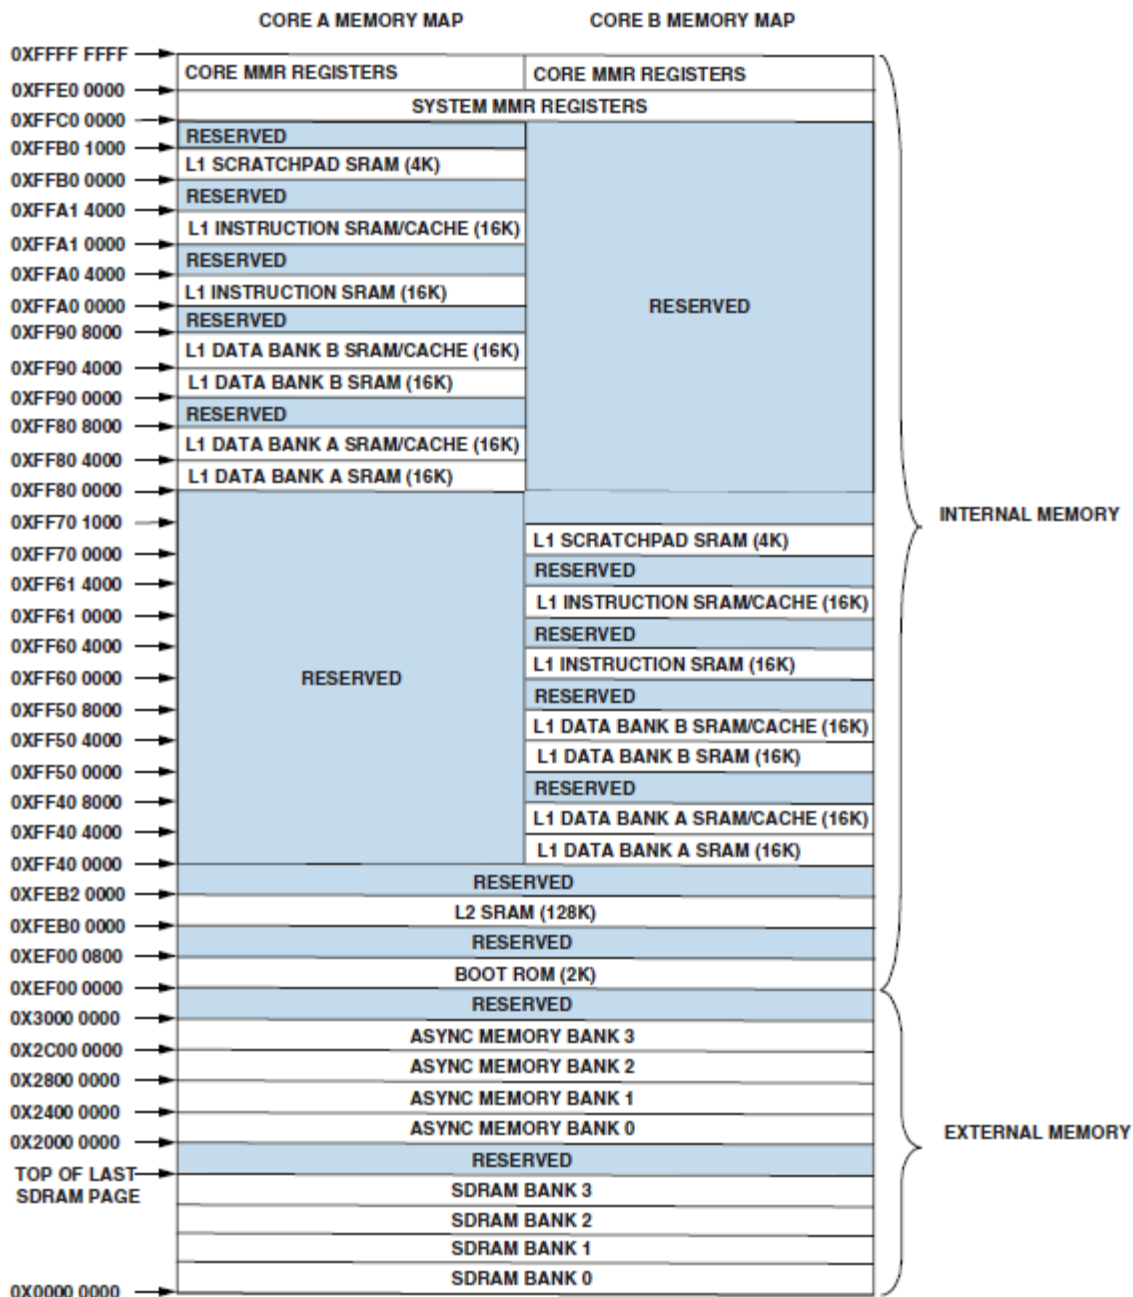 CORE A MEMORY MAP CORE B MEMORY MAP
0XFFFF FFFF
CORE MMR REGISTERS CORE MMR REGISTERS
0XFFE0 0000
SYSTEM MMR REGISTERS
0XFFC0 0000
RESERVED
0XFFB0 1000
L1 SCRATCHPAD SRAM (4K)
0XFFB0 0000
RESERVED
0XFFA1 4000
L1 INSTRUCTION SRAM/CACHE (16K)
0XFFA1 0000
RESERVED
0XFFA0 4000
L1 INSTRUCTION SRAM (16K)
RESERVED
0XFFA0 0000
RESERVED
0XFF90 8000
L1 DATA BANK B SRAM/CACHE (16K)
0XFF90 4000
L1 DATA BANK B SRAM (16K)
0XFF90 0000
RESERVED
0XFF80 8000
L1 DATA BANK A SRAM/CACHE (16K)
0XFF80 4000
L1 DATA BANK A SRAM (16K)
0XFF80 0000
INTERNAL MEMORY
0XFF70 1000
L1 SCRATCHPAD SRAM (4K)
0XFF70 0000
RESERVED
0XFF61 4000
L1 INSTRUCTION SRAM/CACHE (16K)
0XFF61 0000
RESERVED
0XFF60 4000
L1 INSTRUCTION SRAM (16K)
0XFF60 0000
RESERVED
RESERVED
0XFF50 8000
L1 DATA BANK B SRAM/CACHE (16K)
0XFF50 4000
L1 DATA BANK B SRAM (16K)
0XFF50 0000
RESERVED
0XFF40 8000
L1 DATA BANK A SRAM/CACHE (16K)
0XFF40 4000
L1 DATA BANK A SRAM (16K)
0XFF40 0000
RESERVED
0XFEB2 0000
L2 SRAM (128K)
0XFEB0 0000
RESERVED
0XEF00 0800
BOOT ROM (2K)
0XEF00 0000
RESERVED
0X3000 0000
ASYNC MEMORY BANK 3
0X2C00 0000
ASYNC MEMORY BANK 2
0X2800 0000
ASYNC MEMORY BANK 1
0X2400 0000
ASYNC MEMORY BANK 0
EXTERNAL MEMORY
0X2000 0000
RESERVED
TOP OF LAST
SDRAM PAGE
SDRAM BANK 3
SDRAM BANK 2
SDRAM BANK 1
SDRAM BANK 0
0X0000 0000